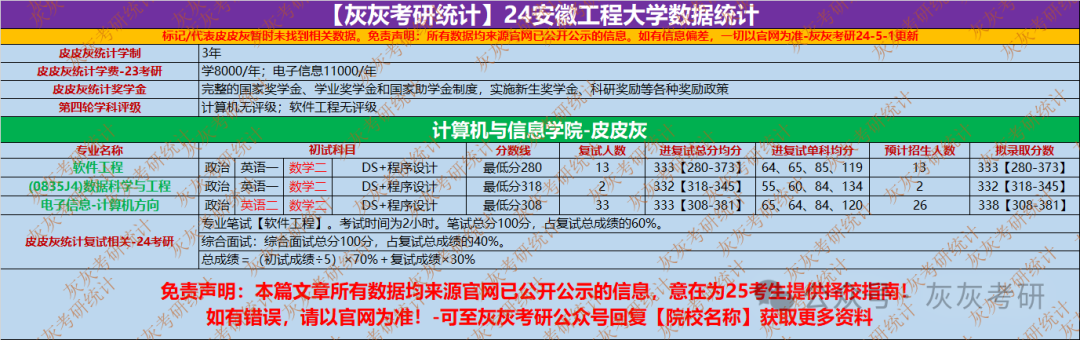 【灰灰考研统计】24安徽工程大学数据统计
标记/代表皮皮灰暂时未找到相关数据。免责声明：所有数据均来源官网已公开公示的信息。如有信息偏差，一切以官网为准-灰灰考研24-5-1更新
皮皮灰统计学制 3年
皮皮灰统计学费-23考研 学8000/年；电子信息11000/年
皮皮灰统计奖学金 完整的国家奖学金、学业奖学金和国家助学金制度，实施新生奖学金、科研奖励等各种奖励政策
第四轮学科评级 计算机无评级；软件工程无评级
计算机与信息学院-皮皮灰
专业名称 初试科目 分数线 复试人数 进复试总分均分 进复试单科均分 预计招生人数 拟录取分数
软件工程 政治 英语一 数学二 DS+程序设计 最低分280 13 333【280-373】 64、65、85、119 13 333【280-373】
(0835J4)数据科学与工程 政治 英语一 数学二 DS+程序设计 最低分318 2 332【318-345】 55、60、84、134 2 332【318-345】
电子信息-计算机方向 政治 英语二 数学二 DS+程序设计 最低分308 33 333【308-381】 65、64、84、120 26 338【308-381】
皮皮灰统计复试相关-24考研
专业笔试【软件工程】。考试时间为2小时。笔试总分100分，占复试总成绩的60%。
综合面试：综合面试总分100分，占复试总成绩的40%。
总成绩＝（初试成绩÷5）×70%＋复试成绩×30%
免责声明：本篇文章所有数据均来源官网已公开公示的信息，意在为25考生提供择校指南！
如有错误，请以官网为准！-可至灰灰考研公众号回复【院校名称】获取更多资料
公众号 灰灰考研
灰灰考研统计